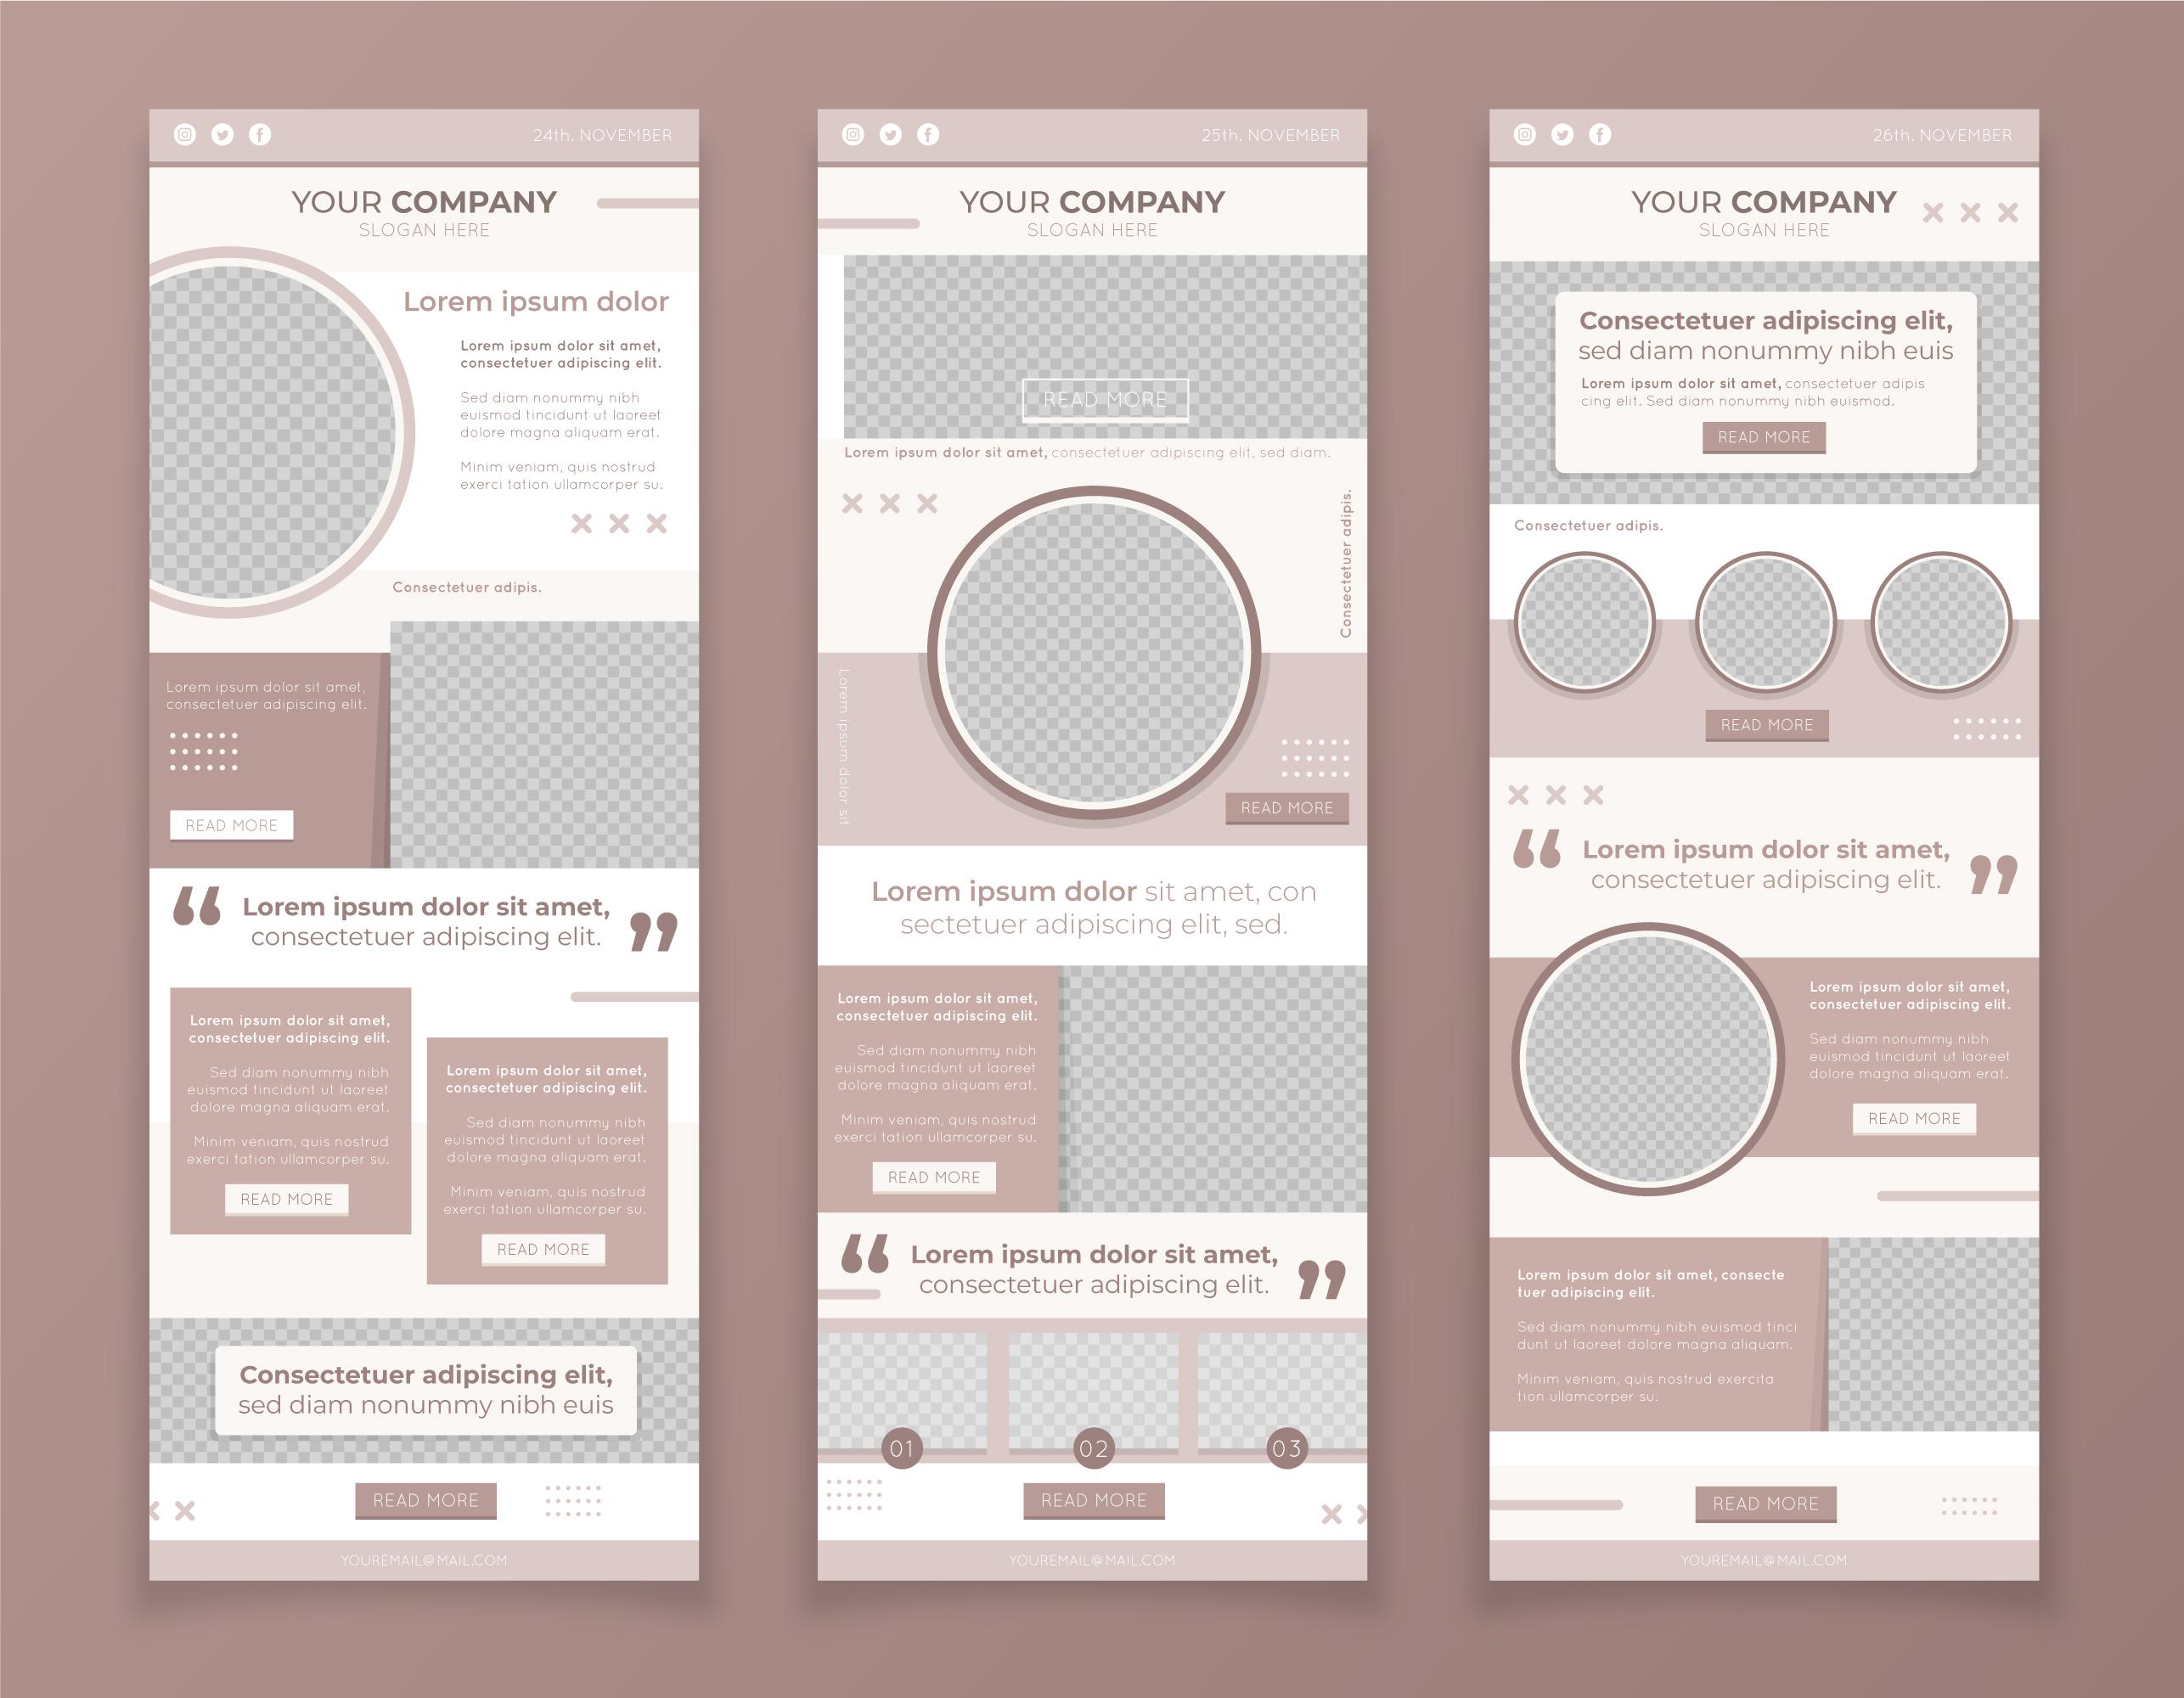 24th. NOVEMBER
YOUR COMPANY
SLOGAN HERE
Lorem ipsum dolor
Lorem ipsum dolor sit amet,
consectetuer adipiscing elit.
Sed diam nonummy nibh
euismod tincidunt ut laoreet
dolore magna aliquam erat.
Minim veniam, quis nostrud
exerci tation ullamcorper su.
Consectetuer adipis.
Lorem ipsum dolor sit amet,
consectetuer adipiscing elit.
READ MORE
“ Lorem ipsum dolor sit amet,
consectetuer adipiscing elit. ”
Lorem ipsum dolor sit amet,
consectetuer adipiscing elit.
Sed diam nonummy nibh
euismod tincidunt ut laoreet
dolore magna aliquam erat.
Minim veniam, quis nostrud
exerci tation ullamcorper su.
READ MORE
Lorem ipsum dolor sit amet,
consectetuer adipiscing elit.
Sed diam nonummy nibh
euismod tincidunt ut laoreet
dolore magna aliquam erat.
Minim veniam, quis nostrud
exerci tation ullamcorper su.
READ MORE
Consectetuer adipiscing elit,
sed diam nonummy nibh euis
READ MORE
YOUREMAIL@MAIL.COM
25th. NOVEMBER
YOUR COMPANY
SLOGAN HERE
READ MORE
Lorem ipsum dolor sit amet, consectetuer adipiscing elit, sed diam.
Consectetuer adipis.
Lorem ipsum dolor sit
READ MORE
Lorem ipsum dolor sit amet, con
sectetuer adipiscing elit, sed.
Lorem ipsum dolor sit amet,
consectetuer adipiscing elit.
Sed diam nonummy nibh
euismod tincidunt ut laoreet
dolore magna aliquam erat.
Minim veniam, quis nostrud
exerci tation ullamcorper su.
READ MORE
“ Lorem ipsum dolor sit amet,
consectetuer adipiscing elit. ”
01
02
03
READ MORE
YOUREMAIL@MAIL.COM
26th. NOVEMBER
YOUR COMPANY
SLOGAN HERE
Consectetuer adipiscing elit,
sed diam nonummy nibh euis
Lorem ipsum dolor sit amet, consectetuer adipis
cing elit. Sed diam nonummy nibh euismod.
READ MORE
Consectetuer adipis.
READ MORE
“ Lorem ipsum dolor sit amet,
consectetuer adipiscing elit. ”
Lorem ipsum dolor sit amet,
consectetuer adipiscing elit.
Sed diam nonummy nibh
euismod tincidunt ut laoreet
dolore magna aliquam erat.
READ MORE
Lorem ipsum dolor sit amet, consecte
tuer adipiscing elit.
Sed diam nonummy nibh euismod tinci
dunt ut laoreet dolore magna aliquam.
Minim veniam, quis nostrud exercita
tion ullamcorper su.
READ MORE
YOUREMAIL@MAIL.COM